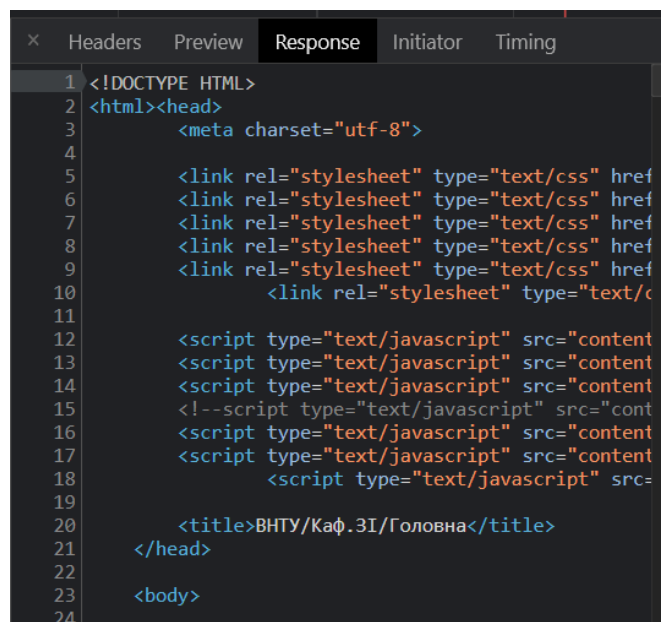 × Headers Preview Response Initiator Timing
1 <!DOCTYPE HTML>
2 <html><head>
3 <meta charset="utf-8">
4
5 <link rel="stylesheet" type="text/css" href
6 <link rel="stylesheet" type="text/css" href
7 <link rel="stylesheet" type="text/css" href
8 <link rel="stylesheet" type="text/css" href
9 <link rel="stylesheet" type="text/css" href
10 <link rel="stylesheet" type="text/c
11
12 <script type="text/javascript" src="content
13 <script type="text/javascript" src="content
14 <script type="text/javascript" src="content
15 <!--script type="text/javascript" src="cont
16 <script type="text/javascript" src="content
17 <script type="text/javascript" src="content
18 <script type="text/javascript" src=
19
20 <title>ВНТУ/Каф.ЗІ/Головна</title>
21 </head>
22
23 <body>
24